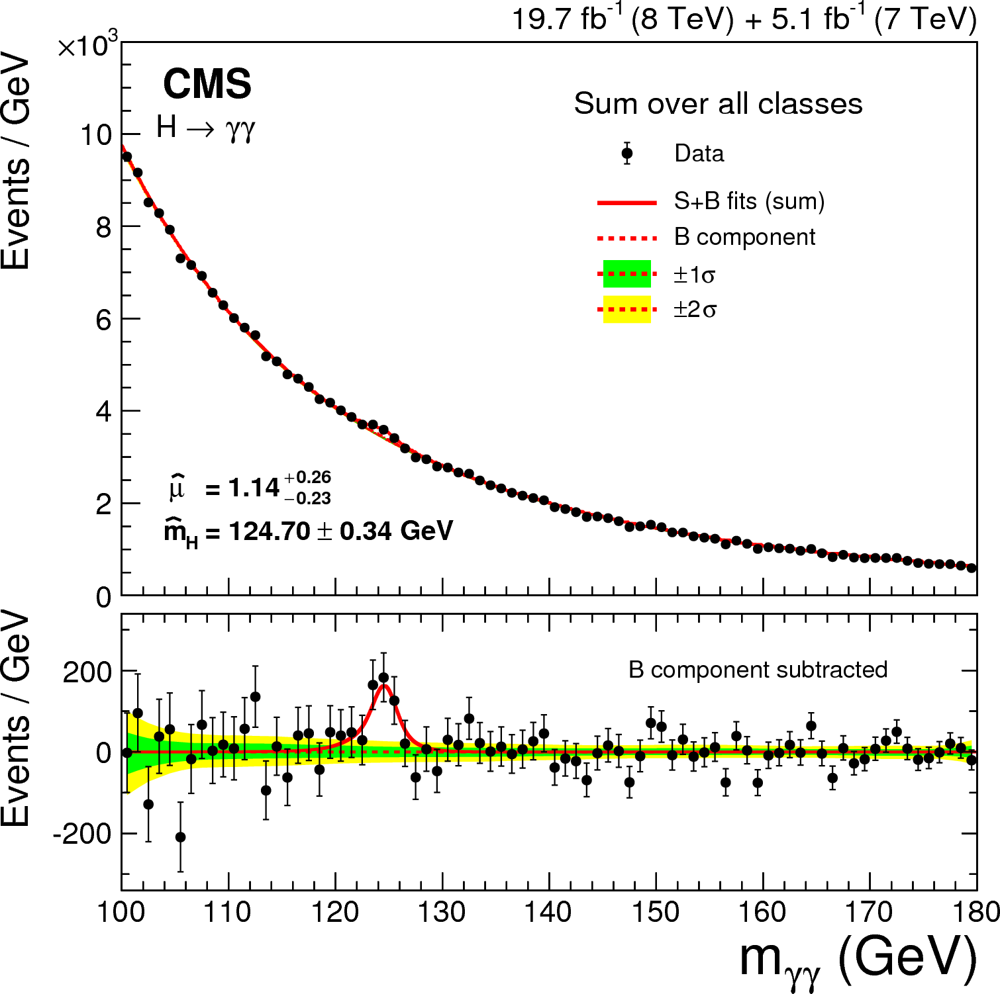 19.7 fb⁻¹ (8 TeV) + 5.1 fb⁻¹ (7 TeV)
×10³
Events / GeV
CMS
H → γγ
Sum over all classes
Data
S+B fits (sum)
B component
±1σ
±2σ
10
8
6
4
2
0
μ̂ = 1.14 +0.26 −0.23
m̂_H = 124.70 ± 0.34 GeV
Events / GeV
B component subtracted
200
0
-200
100 110 120 130 140 150 160 170 180
m_γγ (GeV)